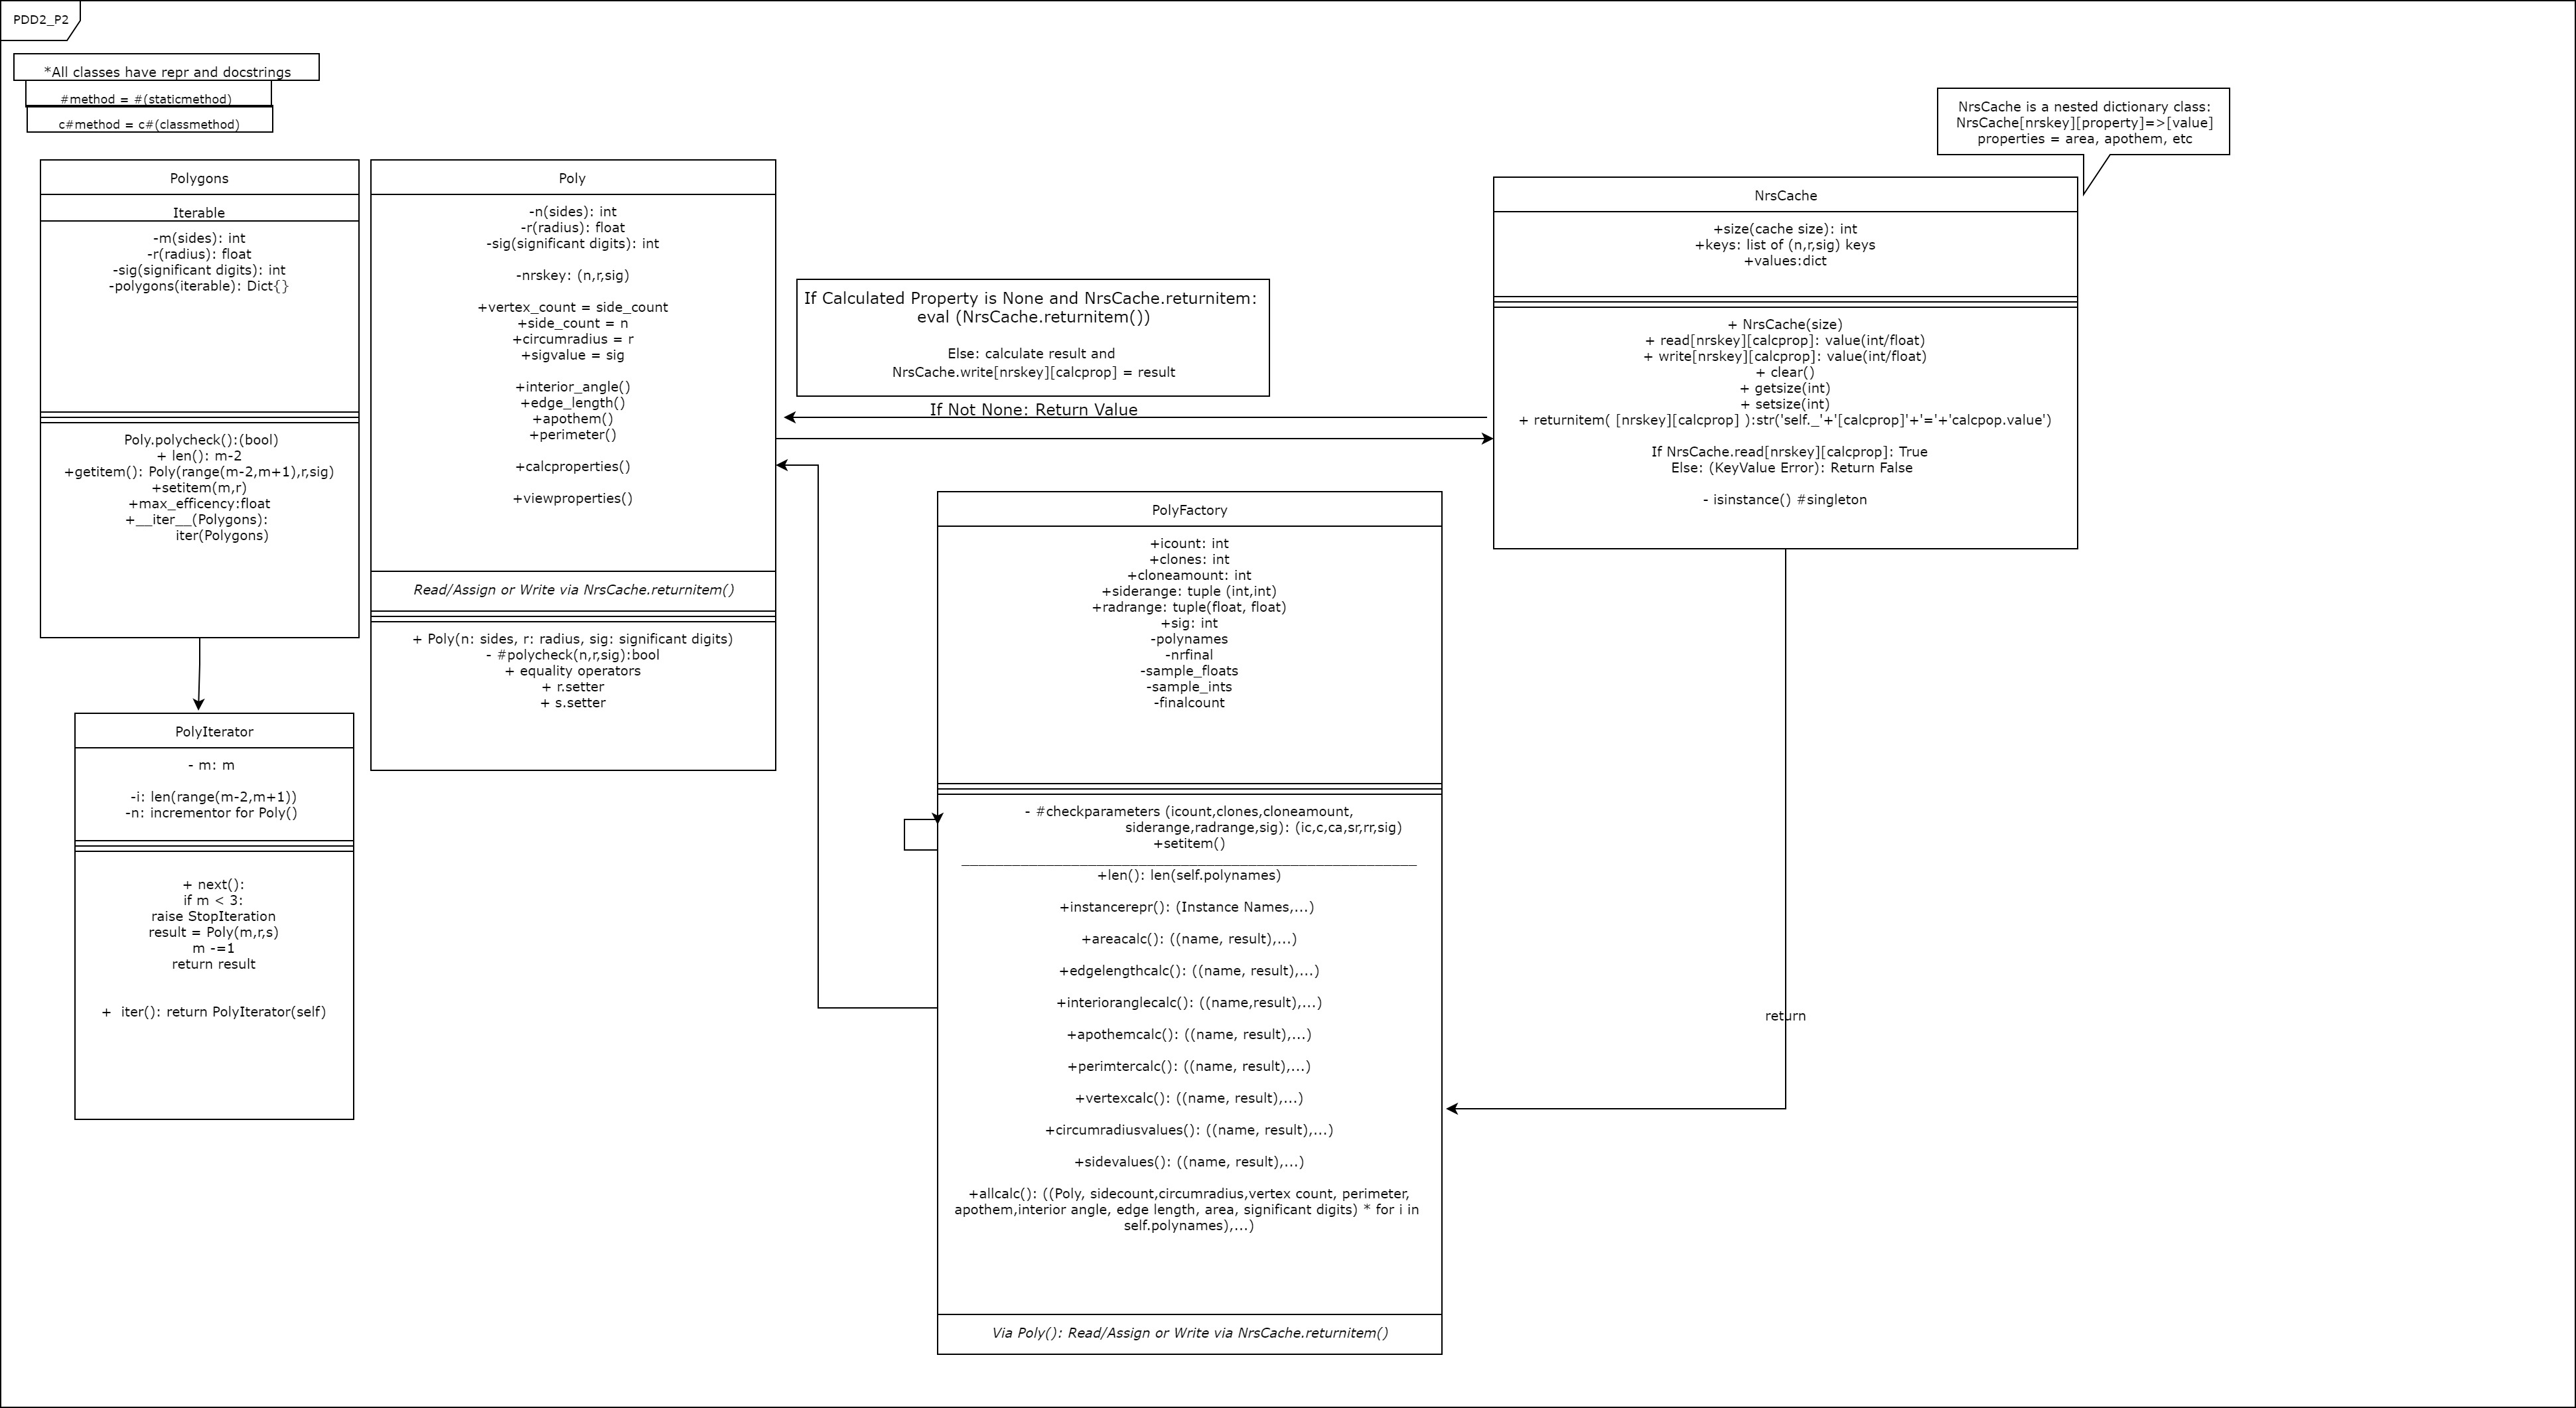 PDD2_P2
*All classes have repr and docstrings
#method = #(staticmethod)
c#method = c#(classmethod)
Polygons
Iterable
-m(sides): int
-r(radius): float
-sig(significant digits): int
-polygons(iterable): Dict{}
Poly.polycheck():(bool)
+ len(): m-2
+getitem(): Poly(range(m-2,m+1),r,sig)
+setitem(m,r)
+max_efficency:float
+__iter__(Polygons):
iter(Polygons)
PolyIterator
- m: m
-i: len(range(m-2,m+1))
-n: incrementor for Poly()
+ next():
if m < 3:
raise StopIteration
result = Poly(m,r,s)
m -=1
return result
+  iter(): return PolyIterator(self)
Poly
-n(sides): int
-r(radius): float
-sig(significant digits): int
-nrskey: (n,r,sig)
+vertex_count = side_count
+side_count = n
+circumradius = r
+sigvalue = sig
+interior_angle()
+edge_length()
+apothem()
+perimeter()
+calcproperties()
+viewproperties()
Read/Assign or Write via NrsCache.returnitem()
+ Poly(n: sides, r: radius, sig: significant digits)
- #polycheck(n,r,sig):bool
+ equality operators
+ r.setter
+ s.setter
If Calculated Property is None and NrsCache.returnitem:
eval (NrsCache.returnitem())
Else: calculate result and
NrsCache.write[nrskey][calcprop] = result
If Not None: Return Value
PolyFactory
+icount: int
+clones: int
+cloneamount: int
+siderange: tuple (int,int)
+radrange: tuple(float, float)
+sig: int
-polynames
-nrfinal
-sample_floats
-sample_ints
-finalcount
- #checkparameters (icount,clones,cloneamount,
siderange,radrange,sig): (ic,c,ca,sr,rr,sig)
+setitem()
+len(): len(self.polynames)
+instancerepr(): (Instance Names,...)
+areacalc(): ((name, result),...)
+edgelengthcalc(): ((name, result),...)
+interioranglecalc(): ((name,result),...)
+apothemcalc(): ((name, result),...)
+perimtercalc(): ((name, result),...)
+vertexcalc(): ((name, result),...)
+circumradiusvalues(): ((name, result),...)
+sidevalues(): ((name, result),...)
+allcalc(): ((Poly, sidecount,circumradius,vertex count, perimeter,
apothem,interior angle, edge length, area, significant digits) * for i in
self.polynames),...)
Via Poly(): Read/Assign or Write via NrsCache.returnitem()
NrsCache is a nested dictionary class:
NrsCache[nrskey][property]=>[value]
properties = area, apothem, etc
NrsCache
+size(cache size): int
+keys: list of (n,r,sig) keys
+values:dict
+ NrsCache(size)
+ read[nrskey][calcprop]: value(int/float)
+ write[nrskey][calcprop]: value(int/float)
+ clear()
+ getsize(int)
+ setsize(int)
+ returnitem( [nrskey][calcprop] ):str('self._'+'[calcprop]'+'='+'calcpop.value')
If NrsCache.read[nrskey][calcprop]: True
Else: (KeyValue Error): Return False
- isinstance() #singleton
return